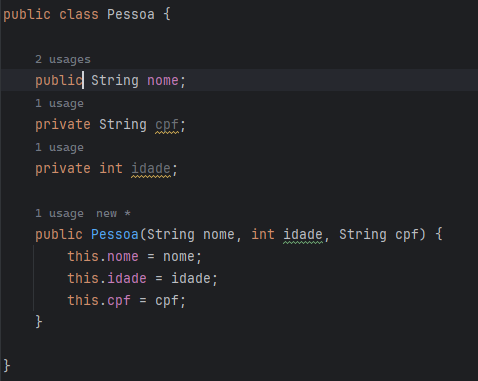 public class Pessoa {
2 usages
public String nome;
1 usage
private String cpf;
1 usage
private int idade;
1 usage new *
public Pessoa(String nome, int idade, String cpf) {
this.nome = nome;
this.idade = idade;
this.cpf = cpf;
}
}